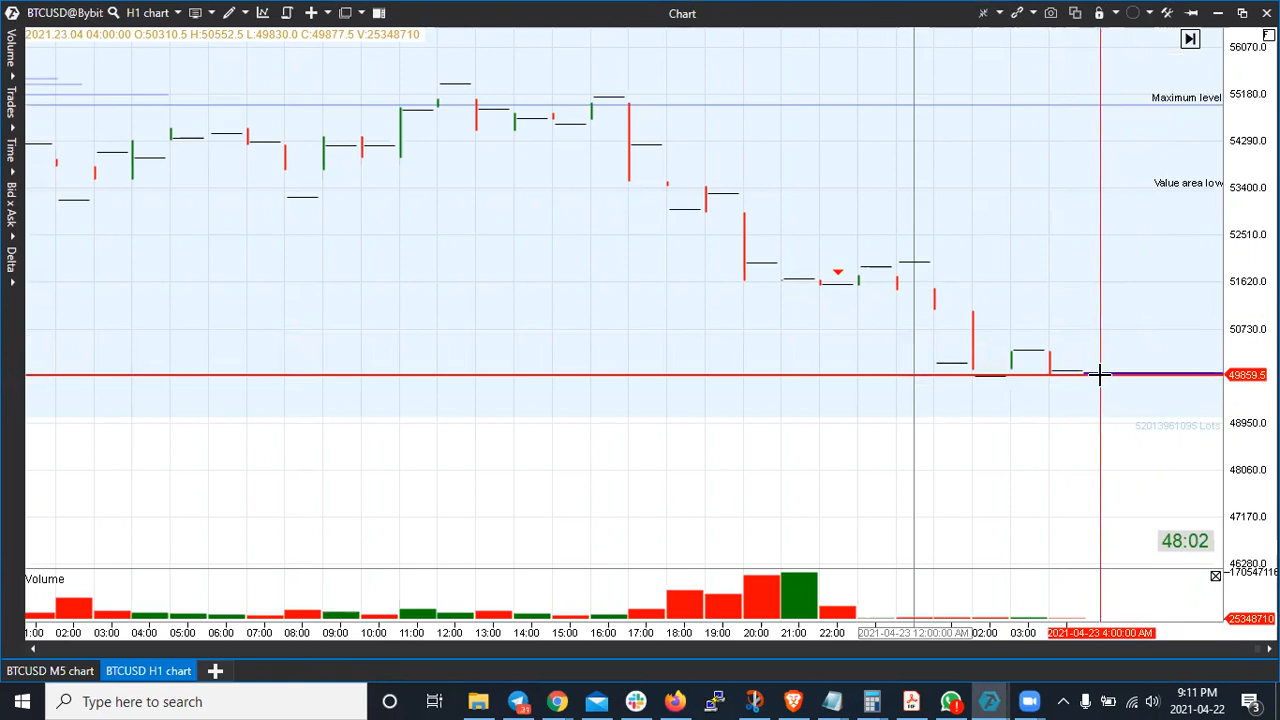 BTCUSD@Bybit
H1 chart
Chart
2021.23.04 04:00:00 O:50310.5 H:50552.5 L:49830.0 C:49877.5 V:25348710
F
Volume
Trades
Time
Bid x Ask
Delta
56070.0
Maximum level
55180.0
54290.0
Value area low
53400.0
52510.0
51620.0
50730.0
49859.5
52013961095 Lots
48950.0
48060.0
47170.0
48:02
46280.0
Volume
170547116
25348710
1:00 02:00 03:00 04:00 05:00 06:00 07:00 08:00 09:00 10:00 11:00 12:00 13:00 14:00 15:00 16:00 17:00 18:00 19:00 20:00 21:00 22:00 2021-04-23 12:00:00 AM 02:00 03:00 2021-04-23 4:00:00 AM
BTCUSD M5 chart
BTCUSD H1 chart
Type here to search
31
9:11 PM
2021-04-22
3